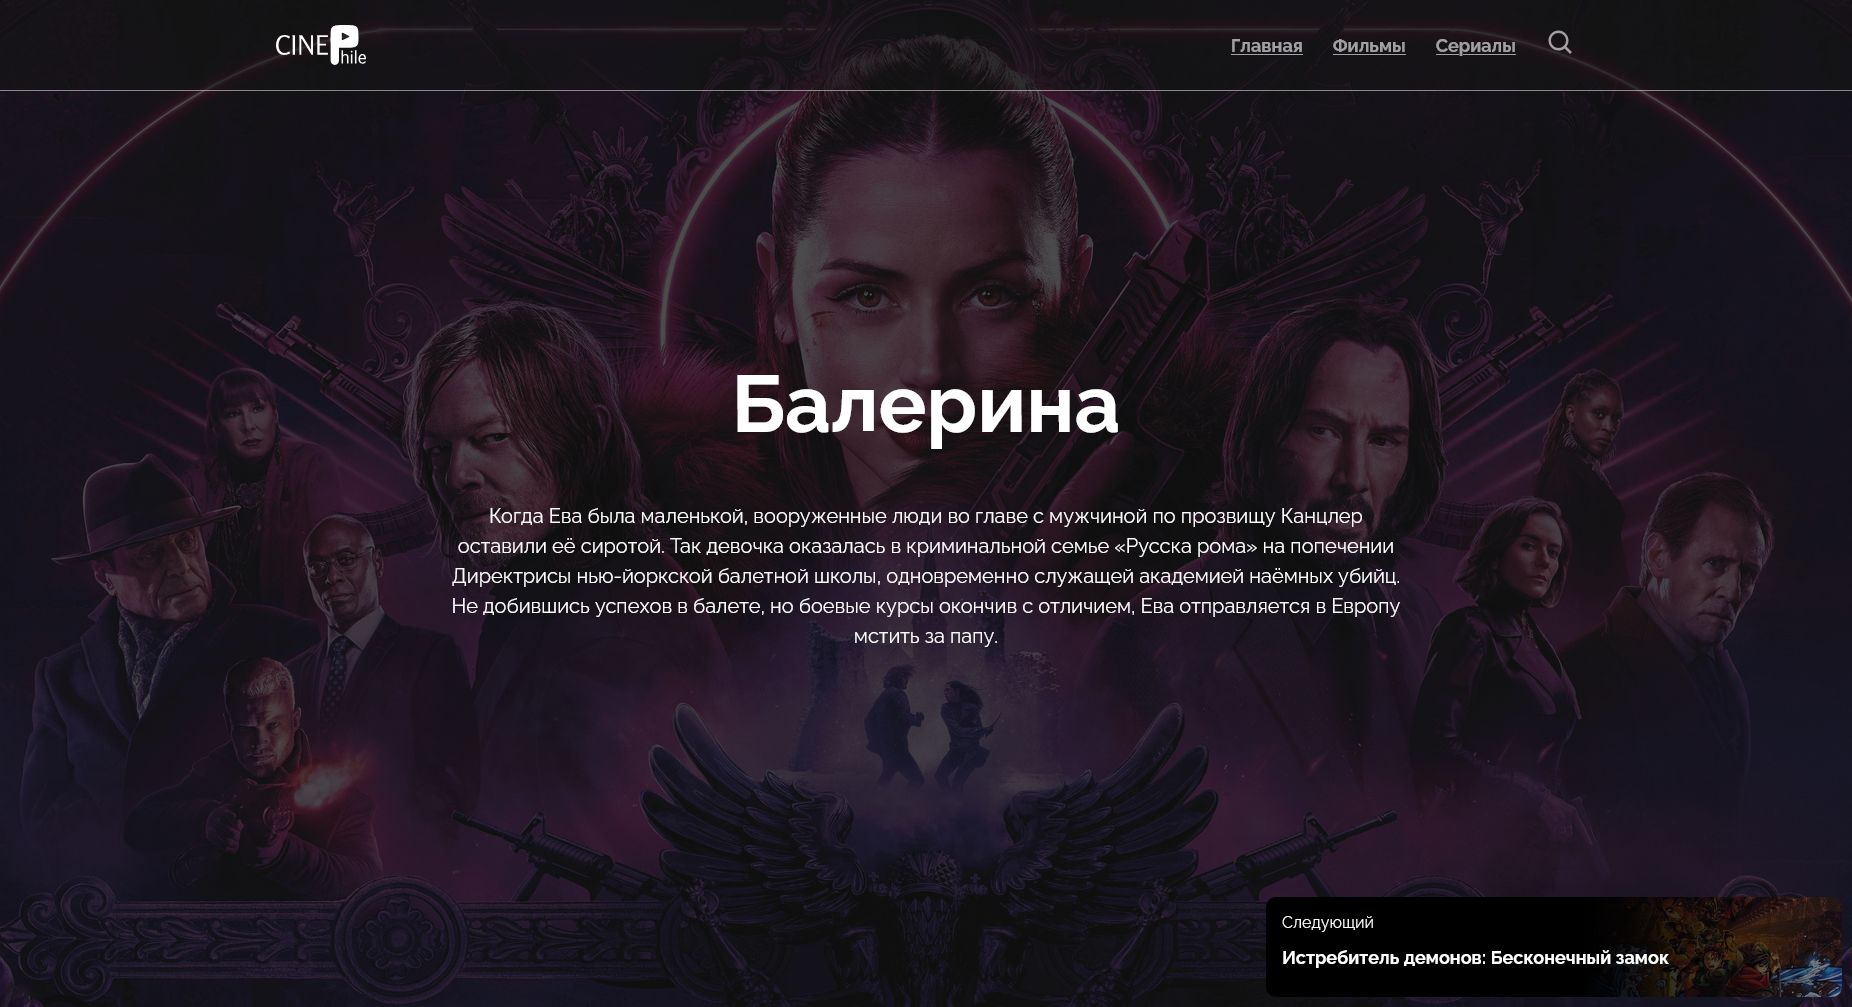 CINEPhile
Главная Фильмы Сериалы
Балерина
Когда Ева была маленькой, вооруженные люди во главе с мужчиной по прозвищу Канцлер
оставили её сиротой. Так девочка оказалась в криминальной семье «Русска рома» на попечении
Директрисы нью-йоркской балетной школы, одновременно служащей академией наёмных убийц.
Не добившись успехов в балете, но боевые курсы окончив с отличием, Ева отправляется в Европу
мстить за папу.
Следующий
Истребитель демонов: Бесконечный замок